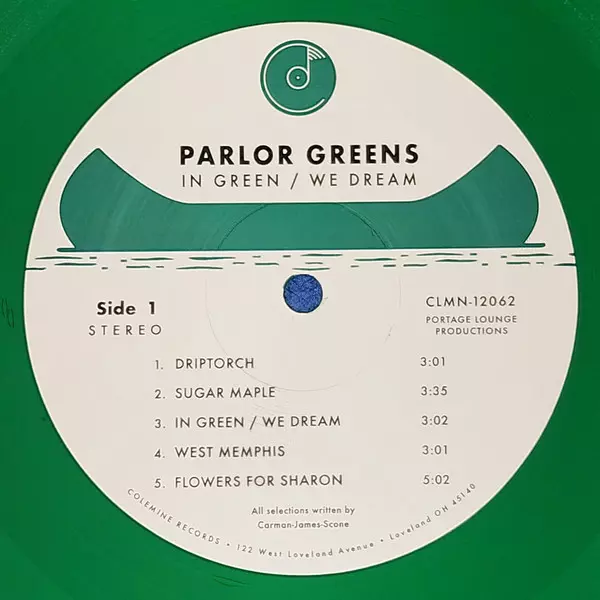 PARLOR GREENS
IN GREEN / WE DREAM
Side 1
STEREO
CLMN-12062
PORTAGE LOUNGE
PRODUCTIONS
1. DRIPTORCH 3:01
2. SUGAR MAPLE 3:35
3. IN GREEN / WE DREAM 3:02
4. WEST MEMPHIS 3:01
5. FLOWERS FOR SHARON 5:02
All selections written by
Carman-James-Scone
COLEMINE RECORDS • 122 West Loveland Avenue • Loveland OH 45140